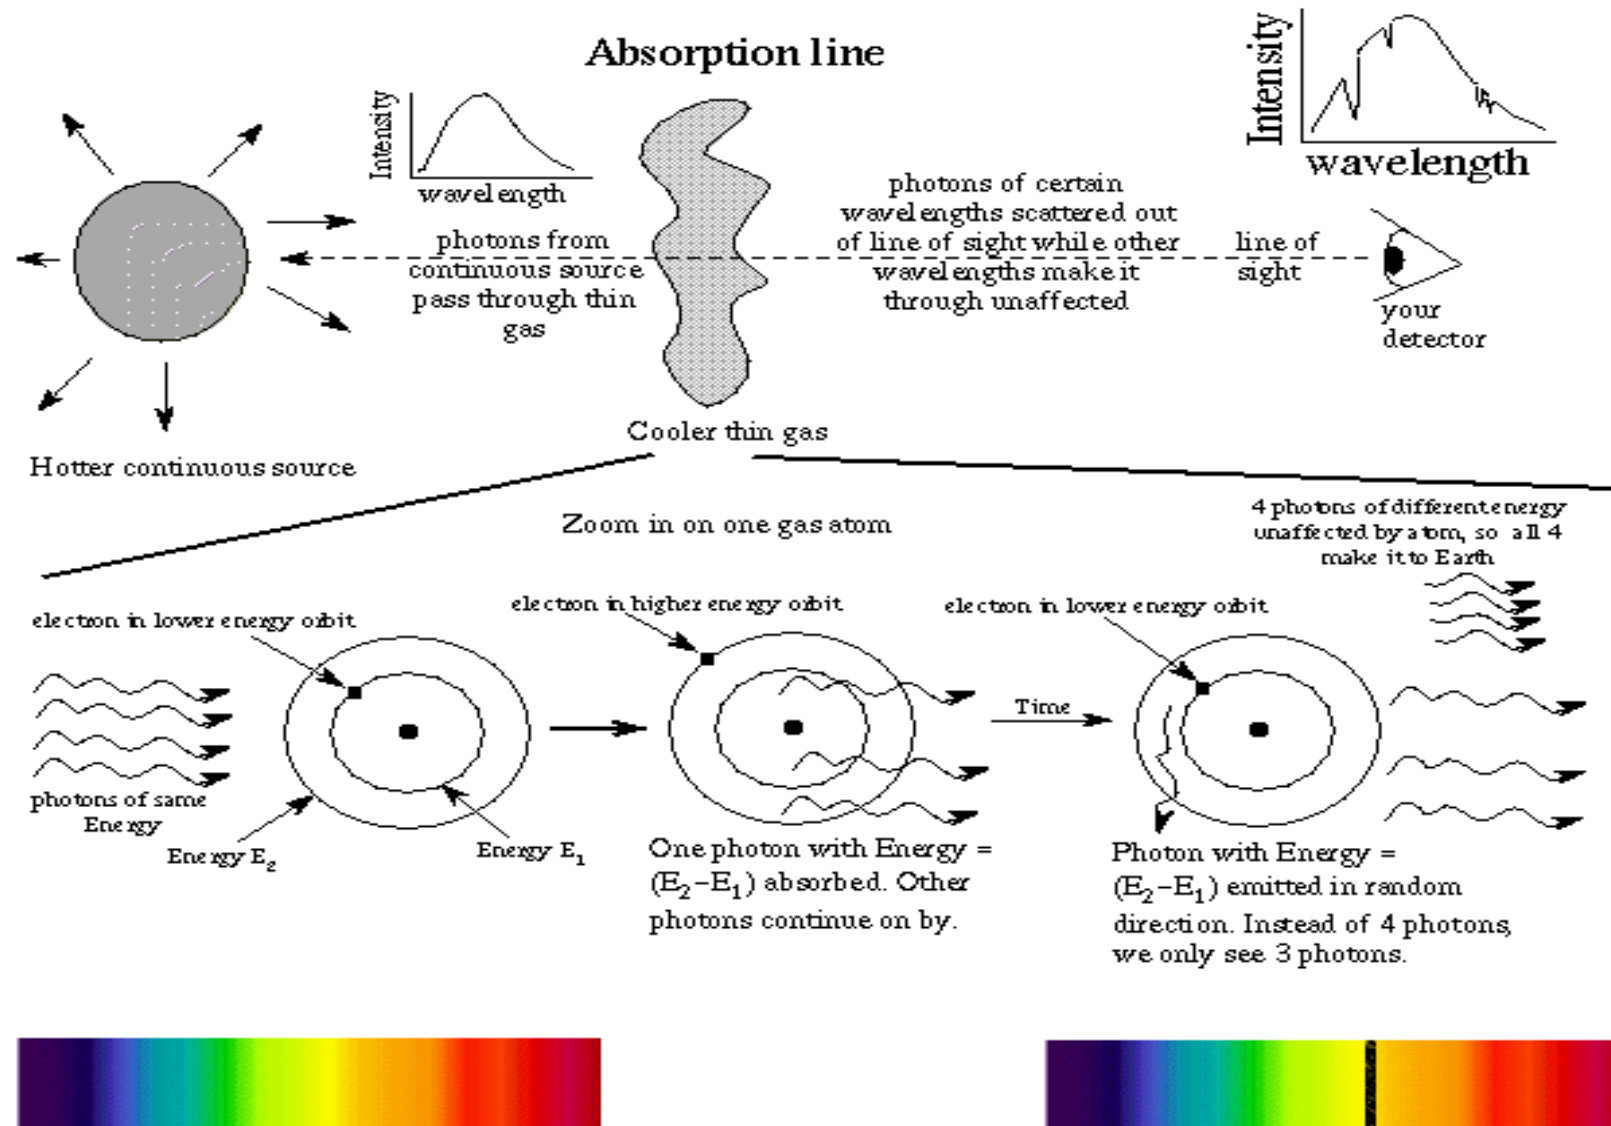 Absorption line
Intensity
wavelength
Intensity
wavelength
photons from
continuous source
pass through thin
gas
photons of certain
wavelengths scattered out
of line of sight while other
wavelengths make it
through unaffected
line of
sight
your
detector
Cooler thin gas
Hotter continuous source
Zoom in on one gas atom
4 photons of different energy
unaffected by atom, so all 4
make it to Earth
electron in lower energy orbit
electron in higher energy orbit
electron in lower energy orbit
Time
photons of same
Energy
Energy E₂
Energy E₁
One photon with Energy =
(E₂−E₁) absorbed. Other
photons continue on by.
Photon with Energy =
(E₂−E₁) emitted in random
direction. Instead of 4 photons,
we only see 3 photons.